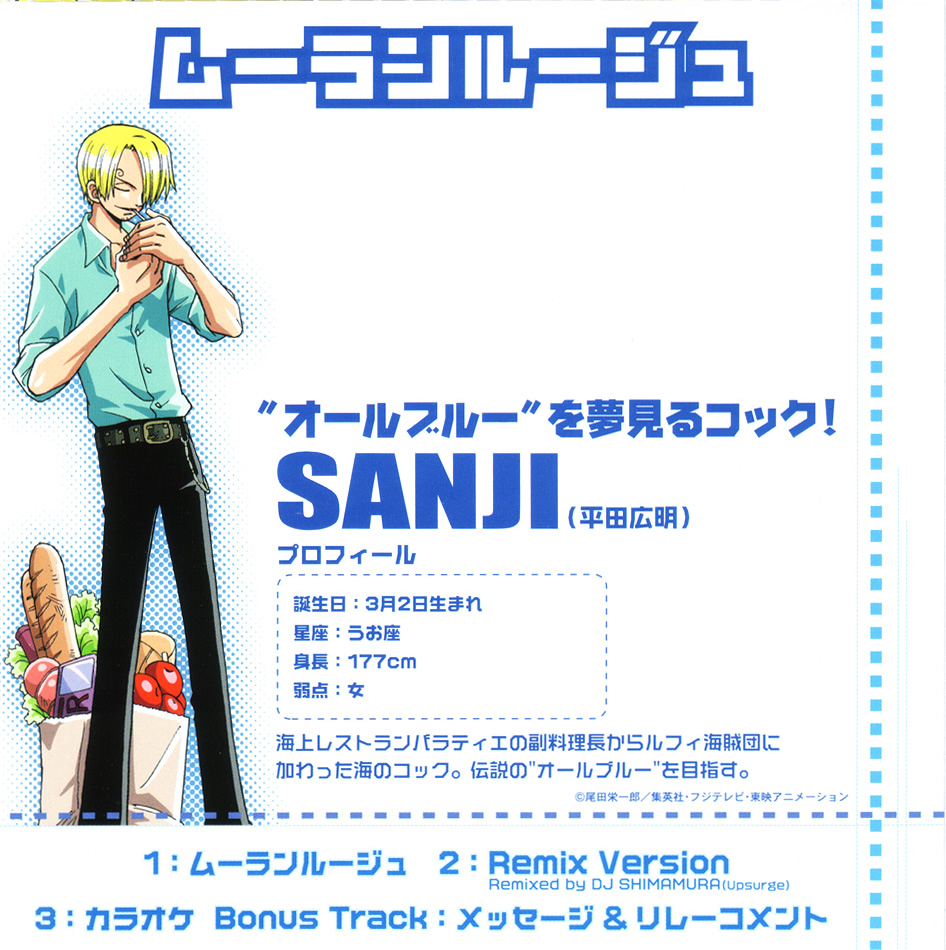 ムーランルージュ
"オールブルー"を夢見るコック!
SANJI(平田広明)
プロフィール
誕生日:3月2日生まれ
星座:うお座
身長:177cm
弱点:女
海上レストランバラティエの副料理長からルフィ海賊団に
加わった海のコック。伝説の"オールブルー"を目指す。
©尾田栄一郎/集英社・フジテレビ・東映アニメーション
1:ムーランルージュ 2:Remix Version
Remixed by DJ SHIMAMURA(Upsurge)
3:カラオケ Bonus Track:メッセージ&リレーコメント